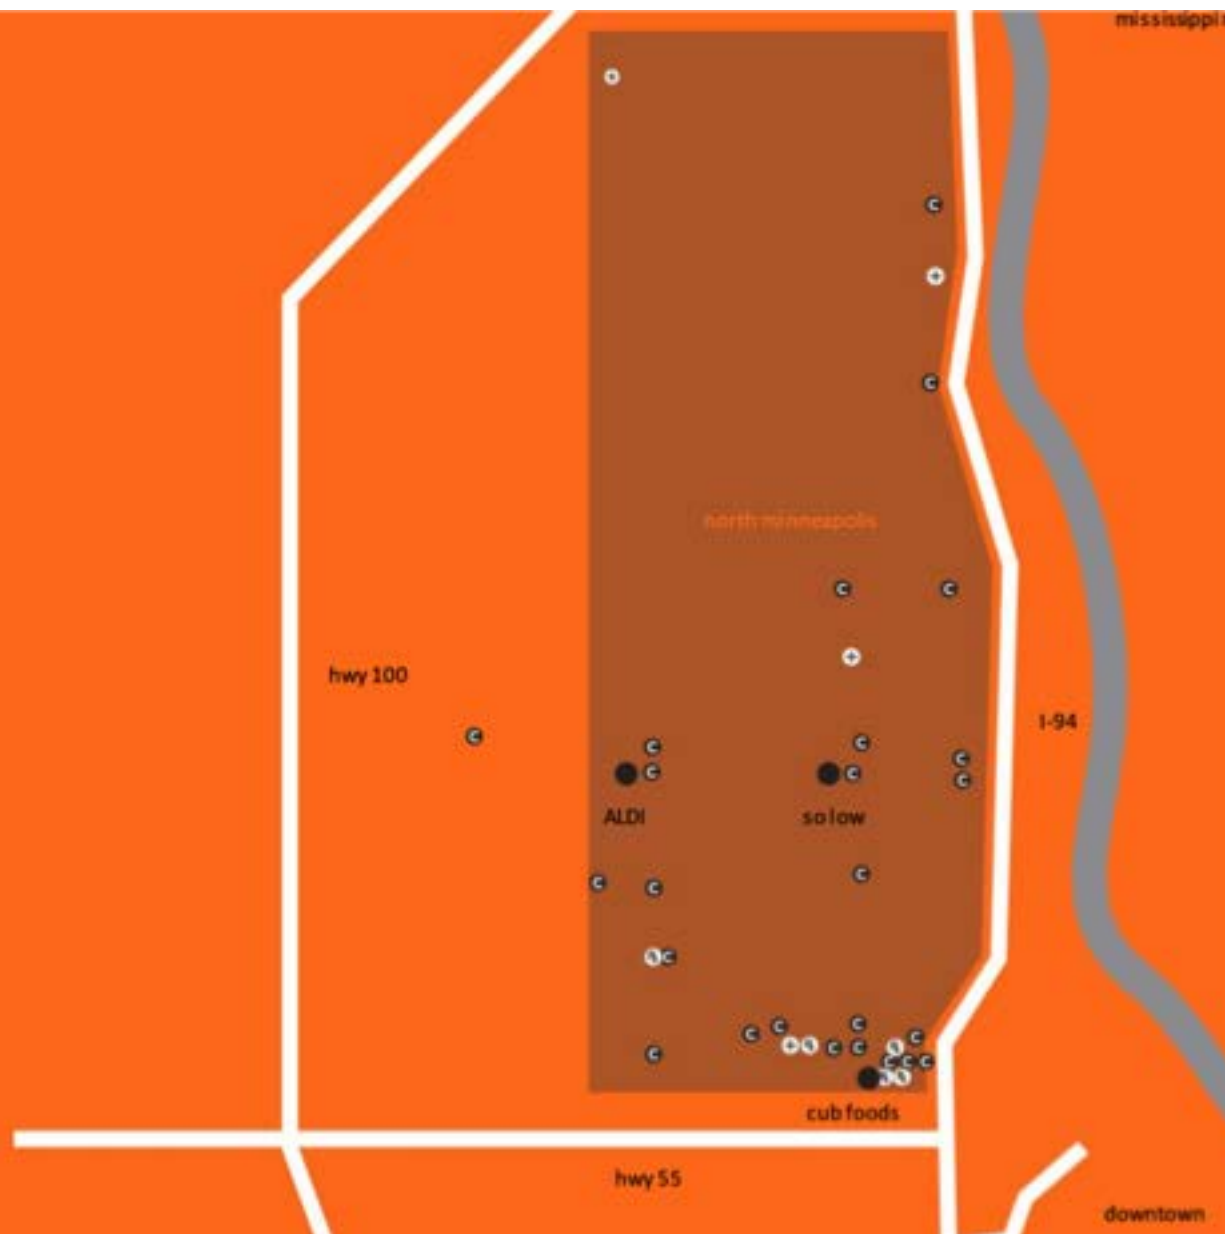 mississippi
north minneapolis
hwy 100
I-94
ALDI
so low
cub foods
hwy 55
downtown